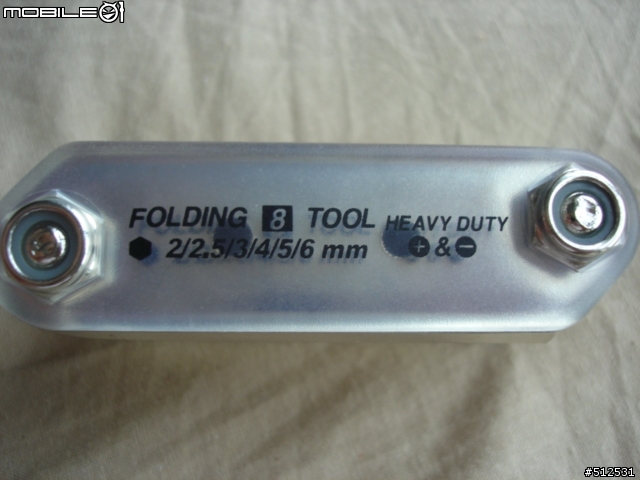 MOBILE01
FOLDING 8 TOOL HEAVY DUTY
2/2.5/3/4/5/6 mm + & -
#512531